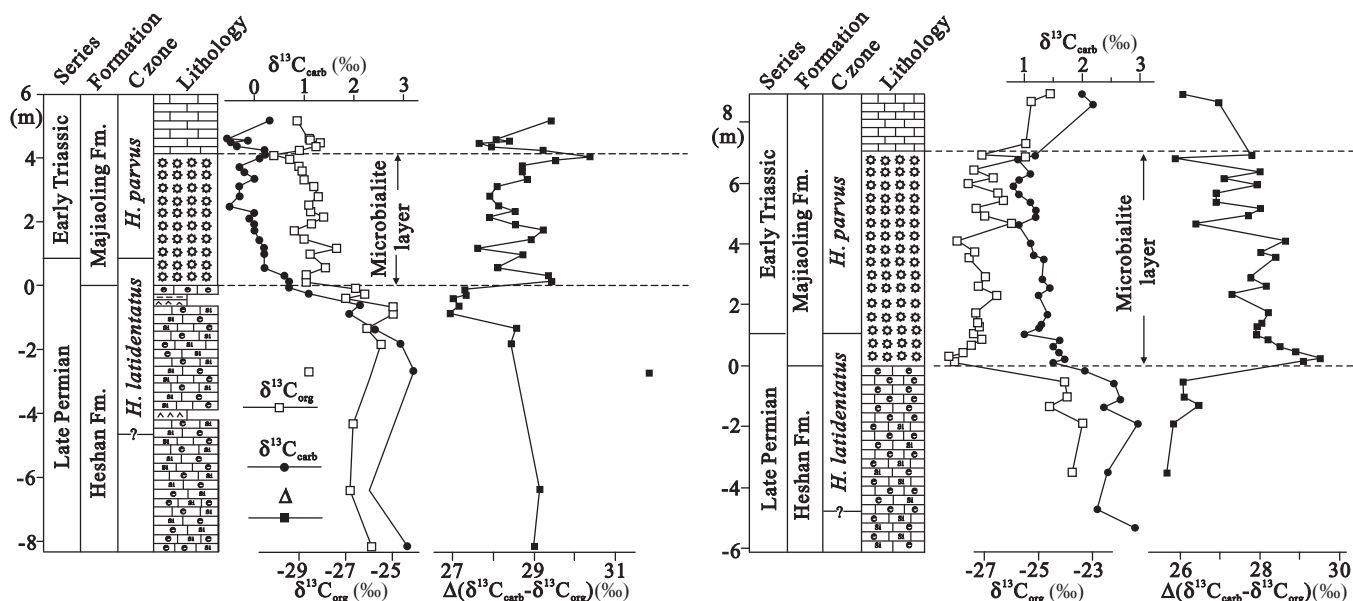 Series
Formation
C zone
Lithology
δ¹³Ccarb (‰)
0 1 2 3
6
(m)
4
2
0
-2
-4
-6
-8
Early Triassic
Late Permian
Majiaoling Fm.
Heshan Fm.
H. parvus
H. latidentatus
?
Microbialite
layer
δ¹³Corg
δ¹³Ccarb
Δ
-29 -27 -25
δ¹³Corg (‰)
27 29 31
Δ(δ¹³Ccarb-δ¹³Corg)(‰)
Series
Formation
C zone
Lithology
δ¹³Ccarb (‰)
1 2 3
8
(m)
6
4
2
0
-2
-4
-6
Early Triassic
Late Permian
Majiaoling Fm.
Heshan Fm.
H. parvus
H. latidentatus
?
Microbialite
layer
-27 -25 -23
δ¹³Corg (‰)
26 28 30
Δ(δ¹³Ccarb-δ¹³Corg)(‰)